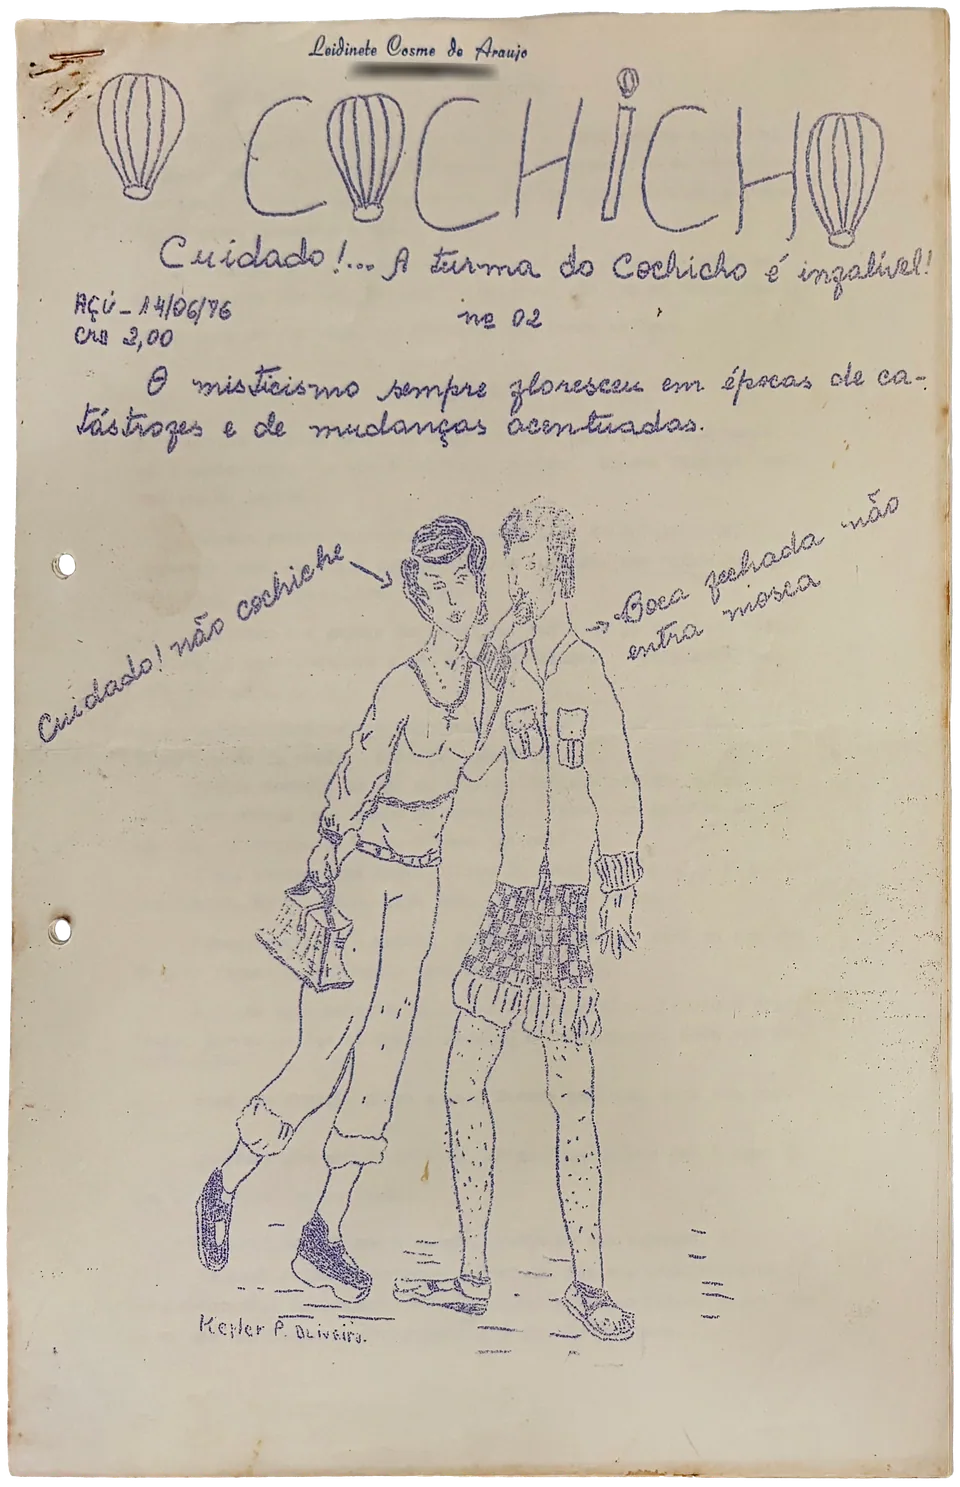 Leidinete Cosme de Araujo
COCHICHO
Cuidado!... A turma do Cochicho é infalível!
AÇÚ - 14/06/76 nº 02
CR$ 2,00
O misticismo sempre floresceu em épocas de ca-
tástrofes e de mudanças acentuadas.
Cuidado! não cochiche
Boca fechada não
entra mosca
Kepler P. Oliveira.